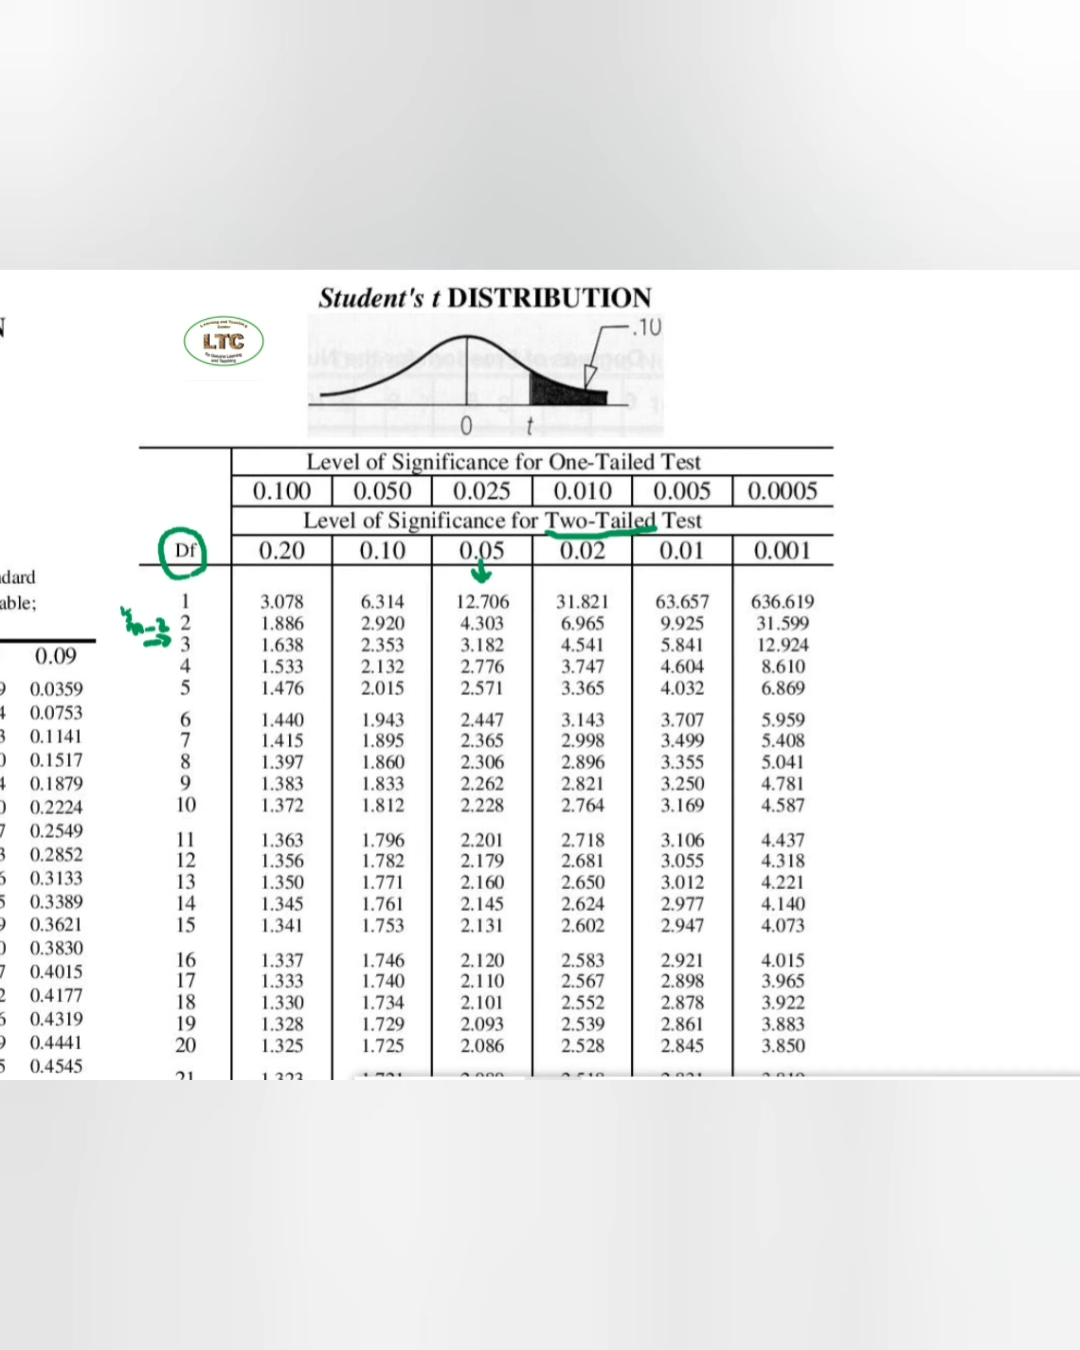 Student's t DISTRIBUTION
LTC
.10
0 t
Level of Significance for One-Tailed Test
0.100 0.050 0.025 0.010 0.005 0.0005
Level of Significance for Two-Tailed Test
Df 0.20 0.10 0.05 0.02 0.01 0.001
1 3.078 6.314 12.706 31.821 63.657 636.619
2 1.886 2.920 4.303 6.965 9.925 31.599
3 1.638 2.353 3.182 4.541 5.841 12.924
4 1.533 2.132 2.776 3.747 4.604 8.610
5 1.476 2.015 2.571 3.365 4.032 6.869
6 1.440 1.943 2.447 3.143 3.707 5.959
7 1.415 1.895 2.365 2.998 3.499 5.408
8 1.397 1.860 2.306 2.896 3.355 5.041
9 1.383 1.833 2.262 2.821 3.250 4.781
10 1.372 1.812 2.228 2.764 3.169 4.587
11 1.363 1.796 2.201 2.718 3.106 4.437
12 1.356 1.782 2.179 2.681 3.055 4.318
13 1.350 1.771 2.160 2.650 3.012 4.221
14 1.345 1.761 2.145 2.624 2.977 4.140
15 1.341 1.753 2.131 2.602 2.947 4.073
16 1.337 1.746 2.120 2.583 2.921 4.015
17 1.333 1.740 2.110 2.567 2.898 3.965
18 1.330 1.734 2.101 2.552 2.878 3.922
19 1.328 1.729 2.093 2.539 2.861 3.883
20 1.325 1.725 2.086 2.528 2.845 3.850
able;
0.09
0.0359
0.0753
0.1141
0.1517
0.1879
0.2224
0.2549
0.2852
0.3133
0.3389
0.3621
0.3830
0.4015
0.4177
0.4319
0.4441
0.4545